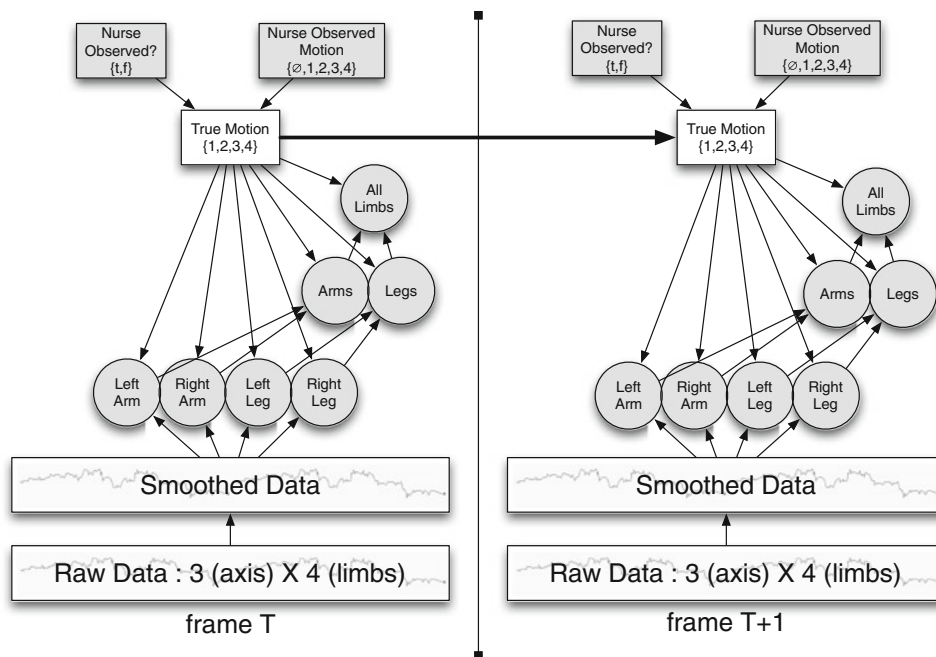 Nurse
Observed?
{t,f}
Nurse Observed
Motion
{∅,1,2,3,4}
True Motion
{1,2,3,4}
All
Limbs
Arms
Legs
Left
Arm
Right
Arm
Left
Leg
Right
Leg
Smoothed Data
Raw Data : 3 (axis) X 4 (limbs)
frame T
Nurse
Observed?
{t,f}
Nurse Observed
Motion
{∅,1,2,3,4}
True Motion
{1,2,3,4}
All
Limbs
Arms
Legs
Left
Arm
Right
Arm
Left
Leg
Right
Leg
Smoothed Data
Raw Data : 3 (axis) X 4 (limbs)
frame T+1